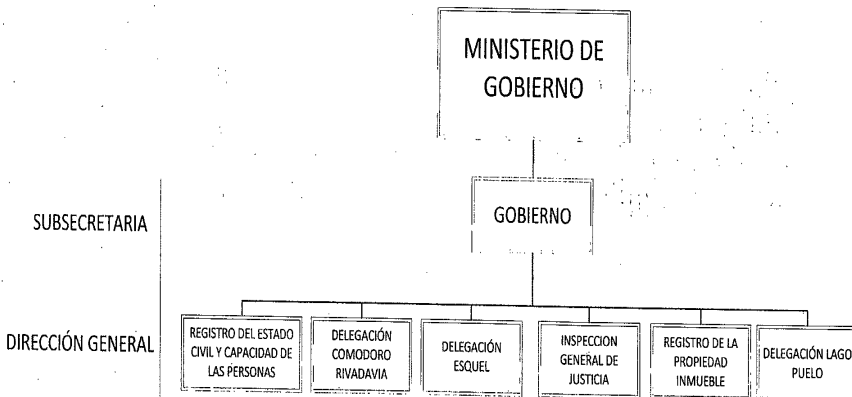 MINISTERIO DE
GOBIERNO
SUBSECRETARIA
GOBIERNO
DIRECCIÓN GENERAL
REGISTRO DEL ESTADO
CIVIL Y CAPACIDAD DE
LAS PERSONAS
DELEGACIÓN
COMODORO
RIVADAVIA
DELEGACIÓN
ESQUEL
INSPECCION
GENERAL DE
JUSTICIA
REGISTRO DE LA
PROPIEDAD
INMUEBLE
DELEGACIÓN LAGO
PUELO